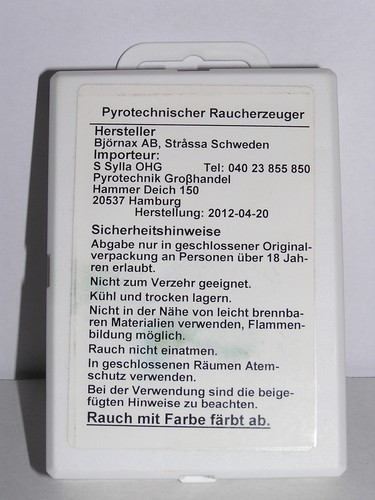 Pyrotechnischer Raucherzeuger
Hersteller
Björnax AB, Stråssa Schweden
Importeur:
S Sylla OHG Tel: 040 23 855 850
Pyrotechnik Großhandel
Hammer Deich 150
20537 Hamburg
Herstellung: 2012-04-20
Sicherheitshinweise
Abgabe nur in geschlossener Original-
verpackung an Personen über 18 Jah-
ren erlaubt.
Nicht zum Verzehr geeignet.
Kühl und trocken lagern.
Nicht in der Nähe von leicht brennba-
ren Materialien verwenden, Flammen-
bildung möglich.
Rauch nicht einatmen.
In geschlossenen Räumen Atem-
schutz verwenden.
Bei der Verwendung sind die beige-
fügten Hinweise zu beachten.
Rauch mit Farbe färbt ab.